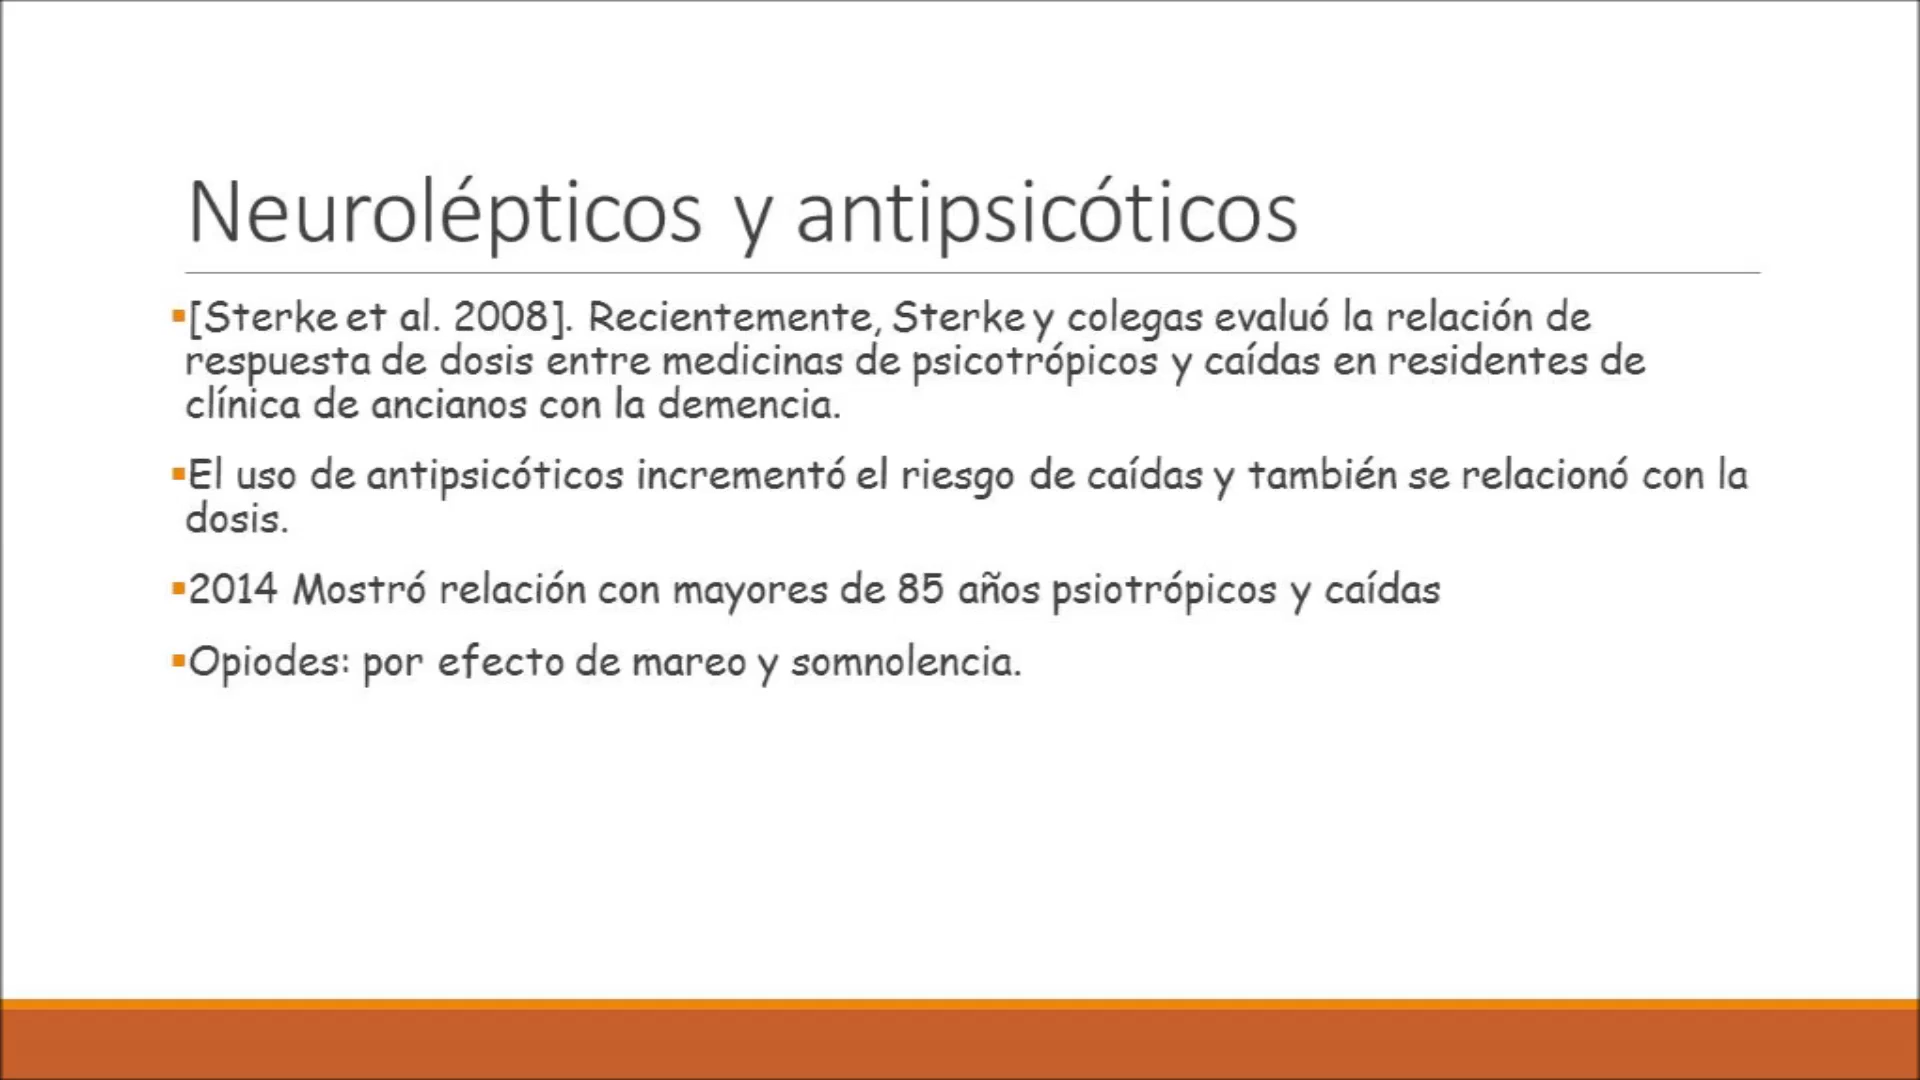 Neurolépticos y antipsicóticos
▪[Sterke et al. 2008]. Recientemente, Sterke y colegas evaluó la relación de
respuesta de dosis entre medicinas de psicotrópicos y caídas en residentes de
clínica de ancianos con la demencia.
▪El uso de antipsicóticos incrementó el riesgo de caídas y también se relacionó con la
dosis.
▪2014 Mostró relación con mayores de 85 años psiotrópicos y caídas
▪Opiodes: por efecto de mareo y somnolencia.